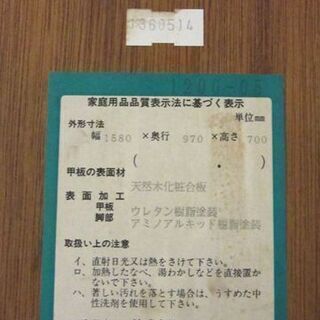 360514
家庭用品品質表示法に基づく表示
単位mm
外形寸法
幅 1580 ×奥行 970 ×高さ 700
( )
甲板の表面材 天然木化粧合板
表面加工
甲板 ウレタン樹脂塗装
脚部 アミノアルキッド樹脂塗装
取扱い上の注意
イ、直射日光又は熱をさけて下さい。
ロ、加熱したなべ、湯わかしなどを直接置か
ないで下さい。
ハ、著しい汚れを落とす場合は、うすめた中
性洗剤を使用して下さい。